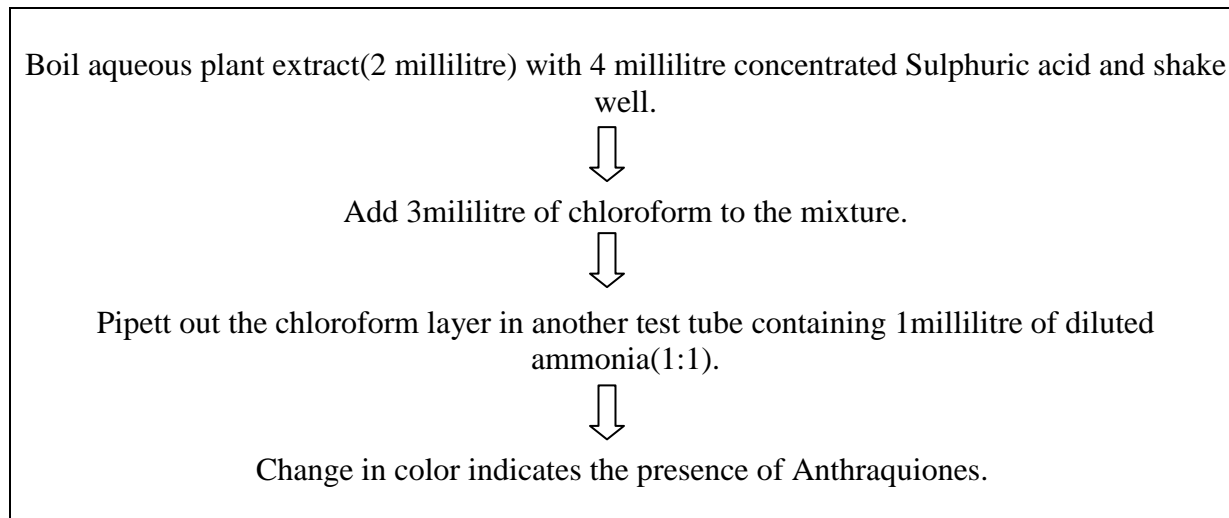 Boil aqueous plant extract(2 millilitre) with 4 millilitre concentrated Sulphuric acid and shake
well.
Add 3mililitre of chloroform to the mixture.
Pipett out the chloroform layer in another test tube containing 1millilitre of diluted
ammonia(1:1).
Change in color indicates the presence of Anthraquiones.